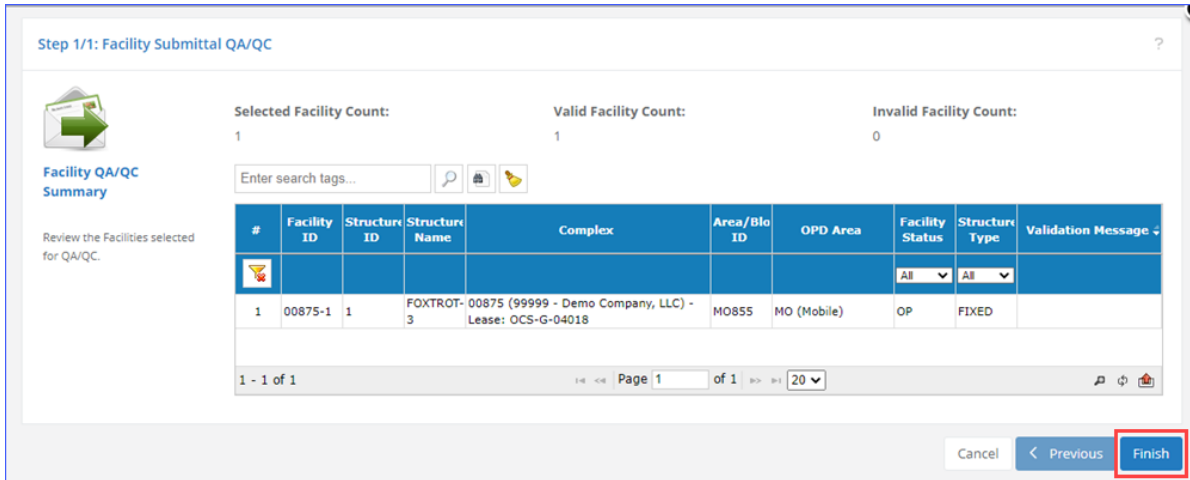 Step 1/1: Facility Submittal QA/QC
?
Selected Facility Count:
Valid Facility Count:
Invalid Facility Count:
1
1
0
Facility QA/QC
Summary
Review the Facilities selected
for QA/QC.
Enter search tags...
#
Facility
ID
Structure
ID
Structure
Name
Complex
Area/Blo
ID
OPD Area
Facility
Status
Structure
Type
Validation Message
All
All
1
00875-1
1
FOXTROT-
3
00875 (99999 - Demo Company, LLC) -
Lease: OCS-G-04018
MO855
MO (Mobile)
OP
FIXED
1 - 1 of 1
Page 1 of 1
20
Cancel
Previous
Finish